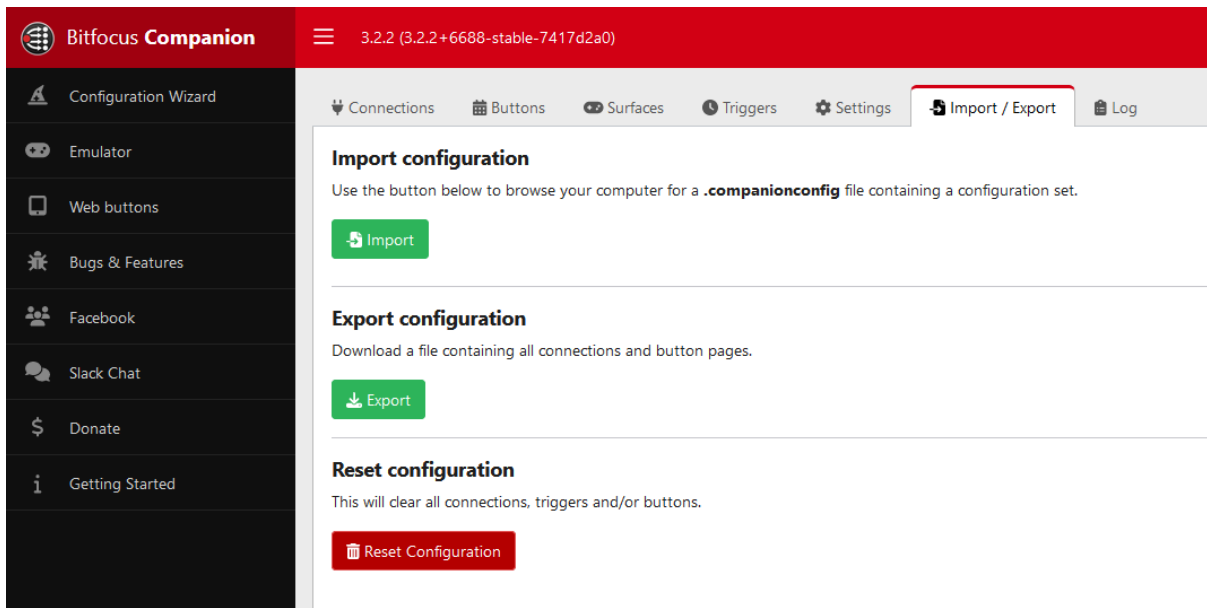 Bitfocus Companion
3.2.2 (3.2.2+6688-stable-7417d2a0)
Configuration Wizard
Emulator
Web buttons
Bugs & Features
Facebook
Slack Chat
Donate
Getting Started
Connections Buttons Surfaces Triggers Settings Import / Export Log
Import configuration
Use the button below to browse your computer for a .companionconfig file containing a configuration set.
Import
Export configuration
Download a file containing all connections and button pages.
Export
Reset configuration
This will clear all connections, triggers and/or buttons.
Reset Configuration